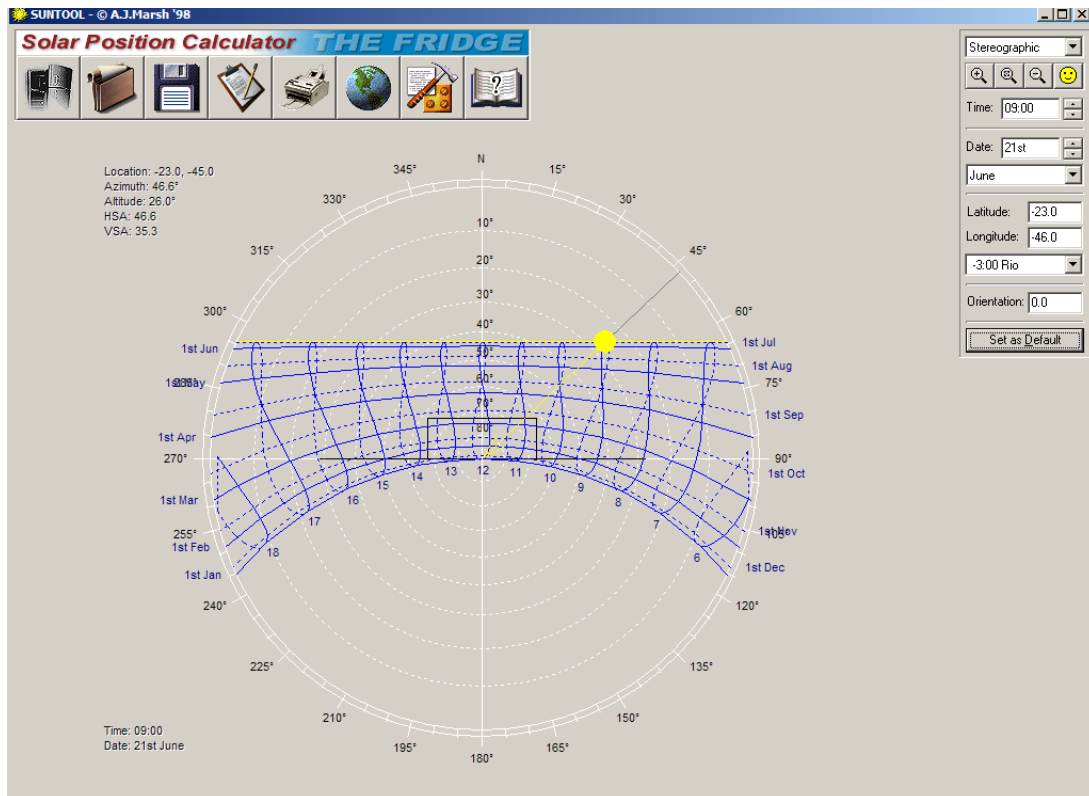 SUNTOOL - © A.J.Marsh '98
Solar Position Calculator THE FRIDGE
Stereographic
Time: 09:00
Date: 21st
June
Latitude: -23.0
Longitude: -46.0
-3:00 Rio
Orientation: 0.0
Set as Default
Location: -23.0, -45.0
Azimuth: 46.6°
Altitude: 26.0°
HSA: 46.6
VSA: 35.3
N
345° 15°
330° 30°
315° 45°
300° 60°
10°
20°
30°
40°
50°
60°
70°
80°
1st Jun 1st Jul
1st Aug
1st May 285° 75°
1st Sep
1st Apr
270° 90°
1st Oct
1st Mar
255° 1st Nov 105°
1st Feb
1st Jan 1st Dec
18 17 16 15 14 13 12 11 10 9 8 7 6
240° 120°
225° 135°
210° 150°
195° 165°
180°
Time: 09:00
Date: 21st June